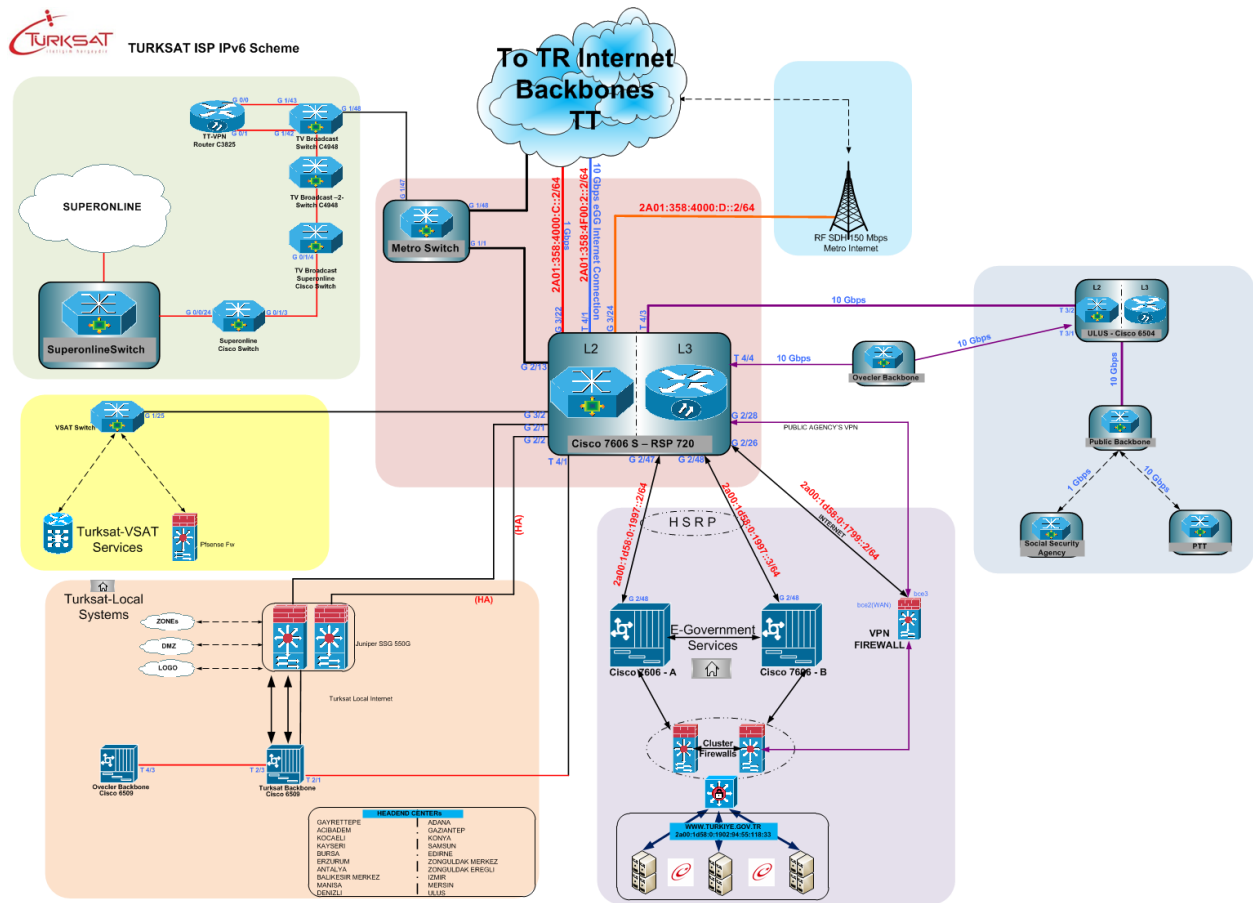 TURKSAT
TURKSAT ISP IPv6 Scheme
To TR Internet
Backbones
TT
G 0/0
G 1/43
G 1/48
G 0/1
G 1/42
TT-VPN
Router C3825
TV Broadcast
Switch C4948
TV Broadcast -2-
Switch C4948
SUPERONLINE
G 0/1/4
TV Broadcast
Superonline
Cisco Switch
G 0/0/24
G 0/1/3
Superonline
Cisco Switch
SuperonlineSwitch
G 1/47
G 1/48
G 1/1
Metro Switch
2A01:358:4000:C::2/64
1 Gbps
2A01:358:4F00:2::2/64
10 Gbps eGG Internet Connection
2A01:358:4000:D::2/64
RF SDH 150 Mbps
Metro Internet
G 3/22
T 4/1
G 3/24
T 4/3
10 Gbps
L2
L3
T 3/2
ULUS - Cisco 6504
T 3/1
10 Gbps
Ovecler Backbone
10 Gbps
T 4/4
10 Gbps
Public Backbone
1 Gbps
10 Gbps
Social Security
Agency
PTT
L2
L3
G 2/13
Cisco 7606 S – RSP 720
G 3/2
G 2/1
G 2/2
T 4/1
G 2/47
G 2/48
G 2/28
G 2/26
PUBLIC AGENCY'S VPN
VSAT Switch
G 1/25
Turksat-VSAT
Services
Pfsense Fw
(HA)
(HA)
H S R P
2a00:1d58:0:1997::2/64
2a00:1d58:0:1997::3/64
2a00:1d58:0:1799::2/64
INTERNET
G 2/48
G 2/48
bce3
bce2(WAN)
VPN
FIREWALL
E-Government
Services
Cisco 7606 - A
Cisco 7606 - B
Cluster
Firewalls
WWW.TURKIYE.GOV.TR
2a00:1d58:0:1902:94:55:118:33
Turksat-Local
Systems
ZONEs
DMZ
LOGO
Juniper SSG 550G
Turksat Local Internet
T 4/3
T 2/3
T 2/1
Ovecler Backbone
Cisco 6509
Turksat Backbone
Cisco 6509
HEADEND CENTERs
GAYRETTEPE | ADANA
ACIBADEM - GAZIANTEP
KOCAELI | KONYA
KAYSERI | SAMSUN
BURSA - EDIRNE
ERZURUM | ZONGULDAK MERKEZ
ANTALYA | ZONGULDAK EREGLI
BALIKESIR MERKEZ - IZMIR
MANISA | MERSIN
DENIZLI | ULUS